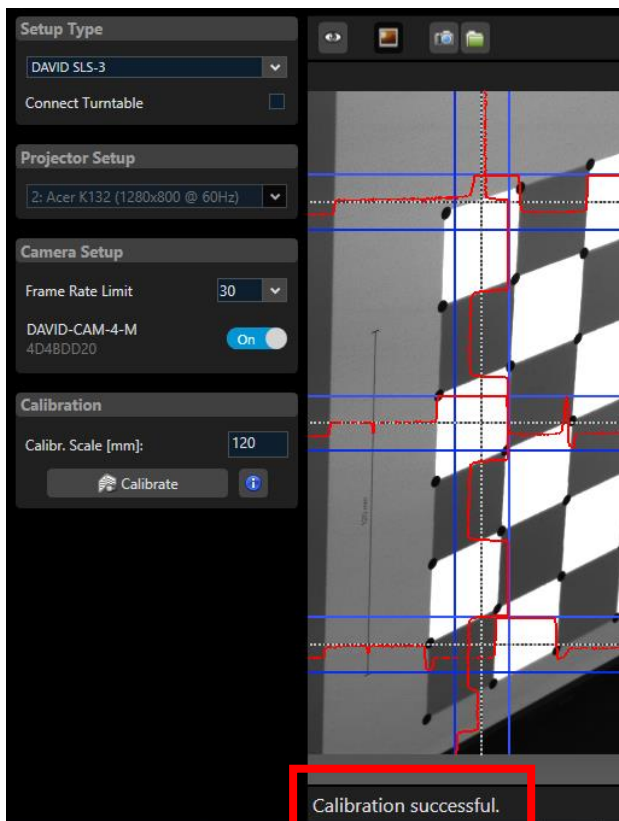 Setup Type
DAVID SLS-3
Connect Turntable
Projector Setup
2: Acer K132 (1280x800 @ 60Hz)
Camera Setup
Frame Rate Limit 30
DAVID-CAM-4-M On
4D4BDD20
Calibration
Calibr. Scale [mm]: 120
Calibrate
Calibration successful.